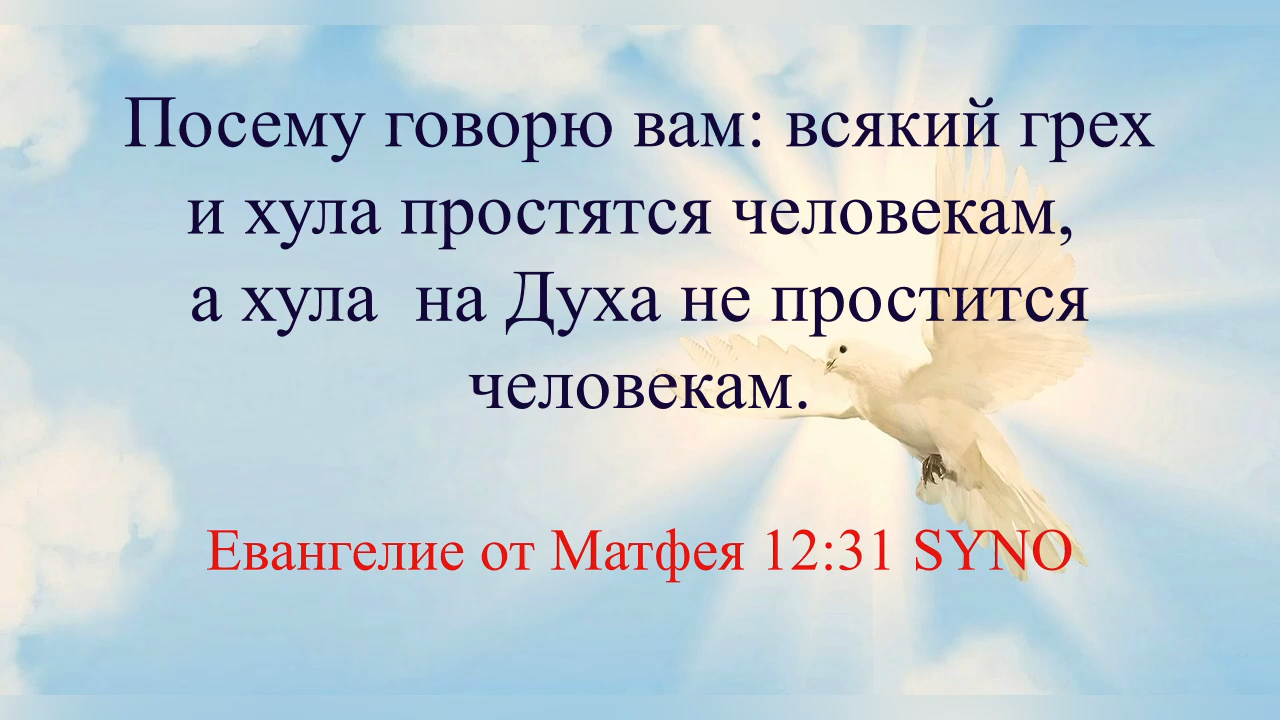 Посему говорю вам: всякий грех
и хула простятся человекам,
а хула на Духа не простится
человекам.
Евангелие от Матфея 12:31 SYNO